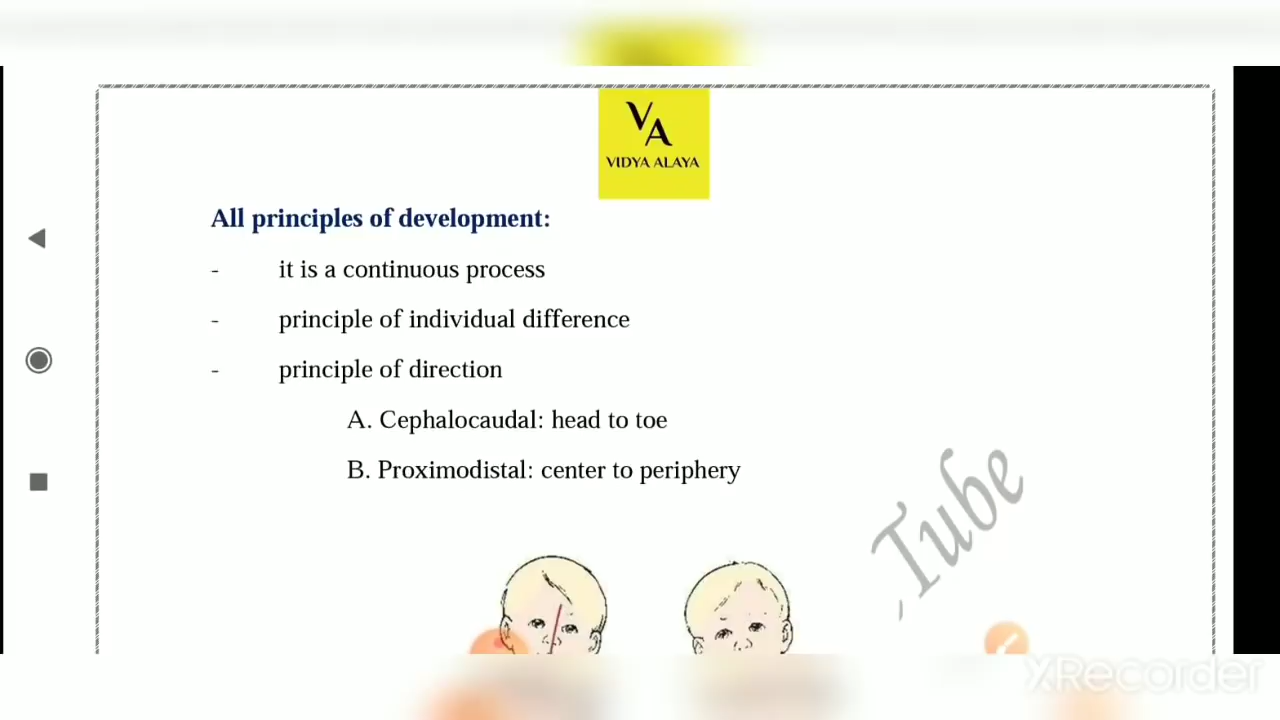 VA
VIDYA ALAYA
All principles of development:
- it is a continuous process
- principle of individual difference
- principle of direction
A. Cephalocaudal: head to toe
B. Proximodistal: center to periphery
Tube
XRecorder